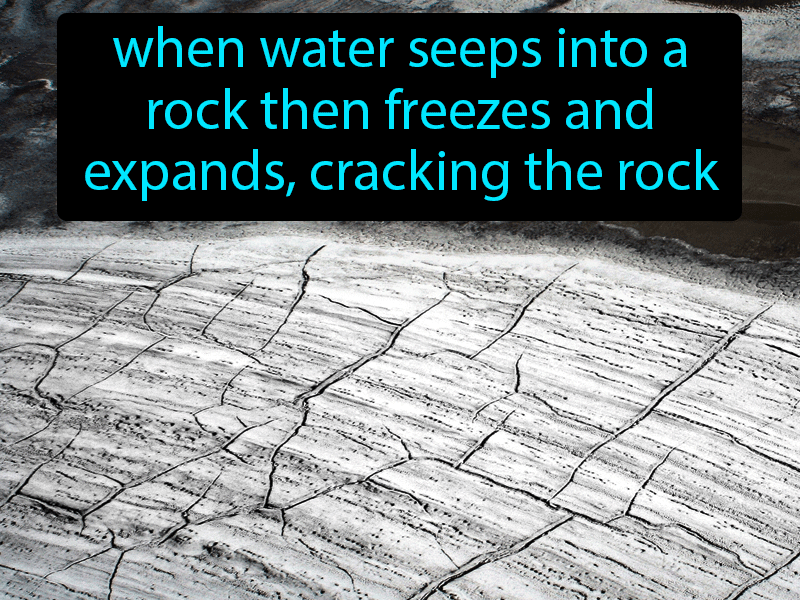 when water seeps into a
rock then freezes and
expands, cracking the rock